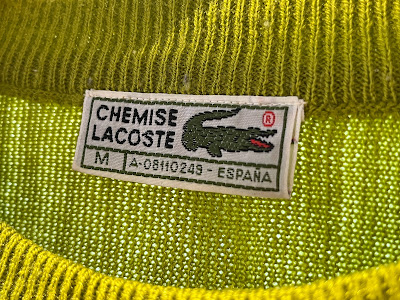 CHEMISE
LACOSTE
®
M A-08110249 - ESPAÑA